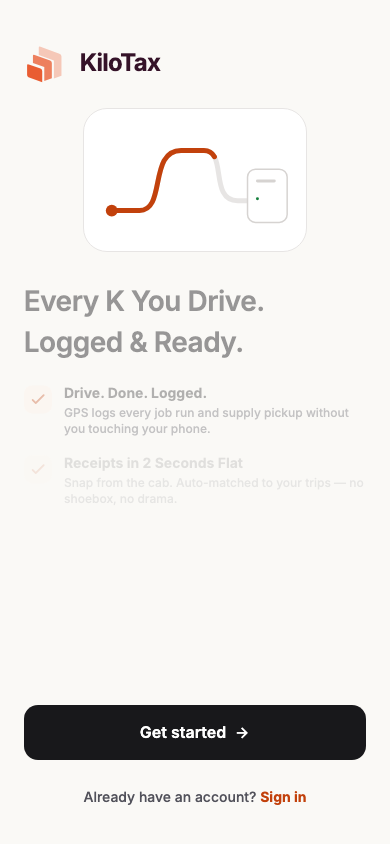 KiloTax
Every K You Drive.
Logged & Ready.
Drive. Done. Logged.
GPS logs every job run and supply pickup without
you touching your phone.
Receipts in 2 Seconds Flat
Snap from the cab. Auto-matched to your trips — no
shoebox, no drama.
Get started →
Already have an account? Sign in